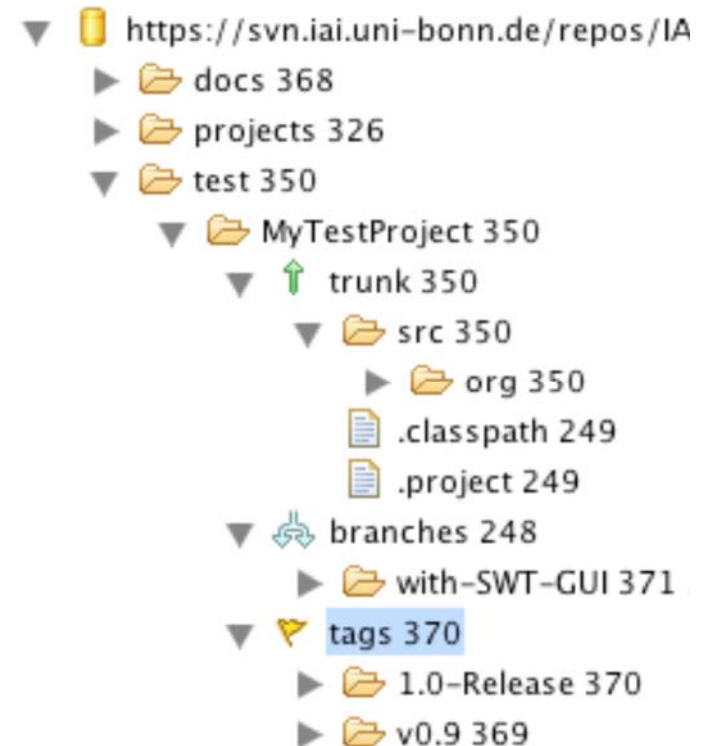 https://svn.iai.uni-bonn.de/repos/IA
docs 368
projects 326
test 350
MyTestProject 350
trunk 350
src 350
org 350
.classpath 249
.project 249
branches 248
with-SWT-GUI 371
tags 370
1.0-Release 370
v0.9 369